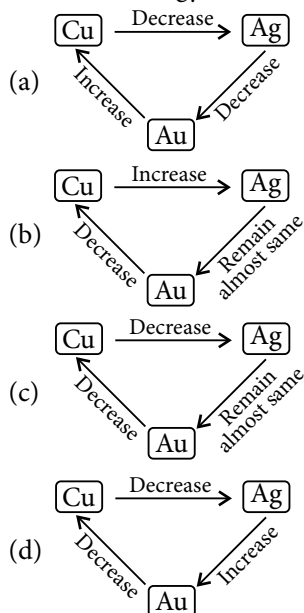 Cu Decrease Ag
(a) Increase Decrease
Au
Cu Increase Ag
(b) Decrease Remain almost same
Au
Cu Decrease Ag
(c) Decrease Remain almost same
Au
Cu Decrease Ag
(d) Decrease Increase
Au